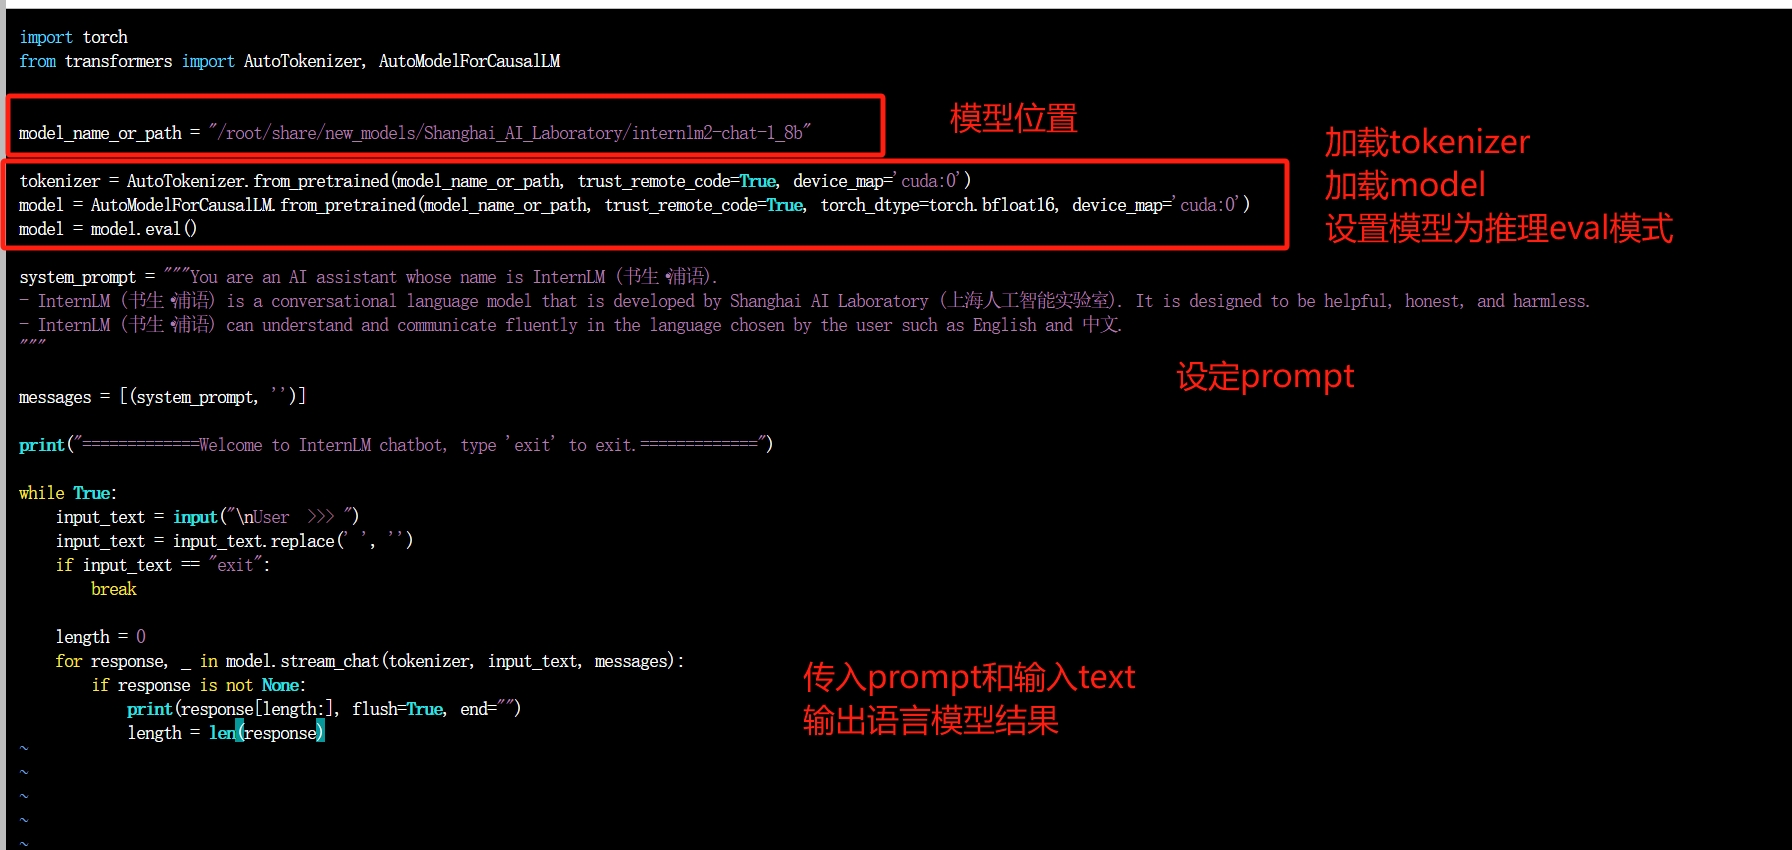 import torch
from transformers import AutoTokenizer, AutoModelForCausalLM
model_name_or_path = "/root/share/new_models/Shanghai_AI_Laboratory/internlm2-chat-1_8b"
模型位置
加载tokenizer
加载model
设置模型为推理eval模式
tokenizer = AutoTokenizer.from_pretrained(model_name_or_path, trust_remote_code=True, device_map='cuda:0')
model = AutoModelForCausalLM.from_pretrained(model_name_or_path, trust_remote_code=True, torch_dtype=torch.bfloat16, device_map='cuda:0')
model = model.eval()
system_prompt = """You are an AI assistant whose name is InternLM (书生·浦语).
- InternLM (书生·浦语) is a conversational language model that is developed by Shanghai AI Laboratory (上海人工智能实验室). It is designed to be helpful, honest, and harmless.
- InternLM (书生·浦语) can understand and communicate fluently in the language chosen by the user such as English and 中文.
"""
设定prompt
messages = [(system_prompt, '')]
print("=============Welcome to InternLM chatbot, type 'exit' to exit.=============")
while True:
    input_text = input("\nUser  >>> ")
    input_text = input_text.replace(' ', '')
    if input_text == "exit":
        break
    length = 0
    for response, _ in model.stream_chat(tokenizer, input_text, messages):
        if response is not None:
            print(response[length:], flush=True, end="")
            length = len(response)
传入prompt和输入text
输出语言模型结果
~
~
~
~
~